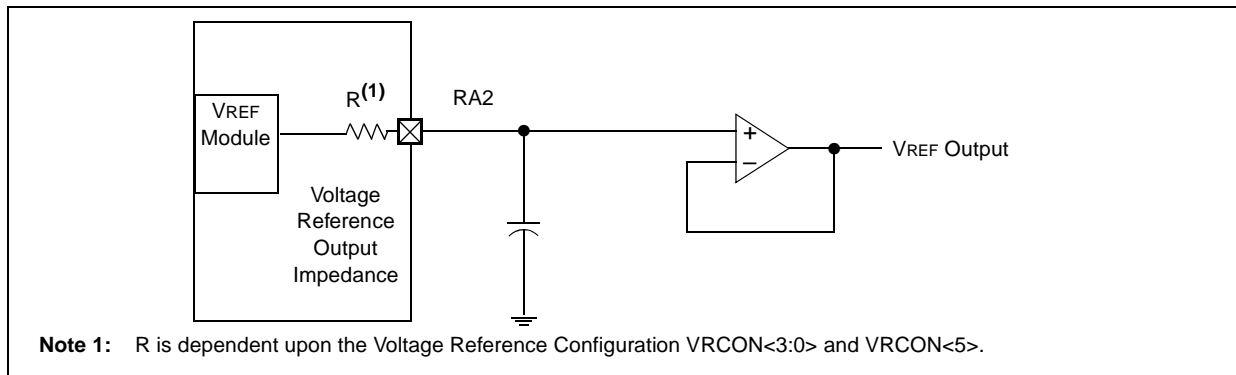 R(1)
RA2
VREF
Module
+
–
VREF Output
Voltage
Reference
Output
Impedance
Note 1: R is dependent upon the Voltage Reference Configuration VRCON<3:0> and VRCON<5>.